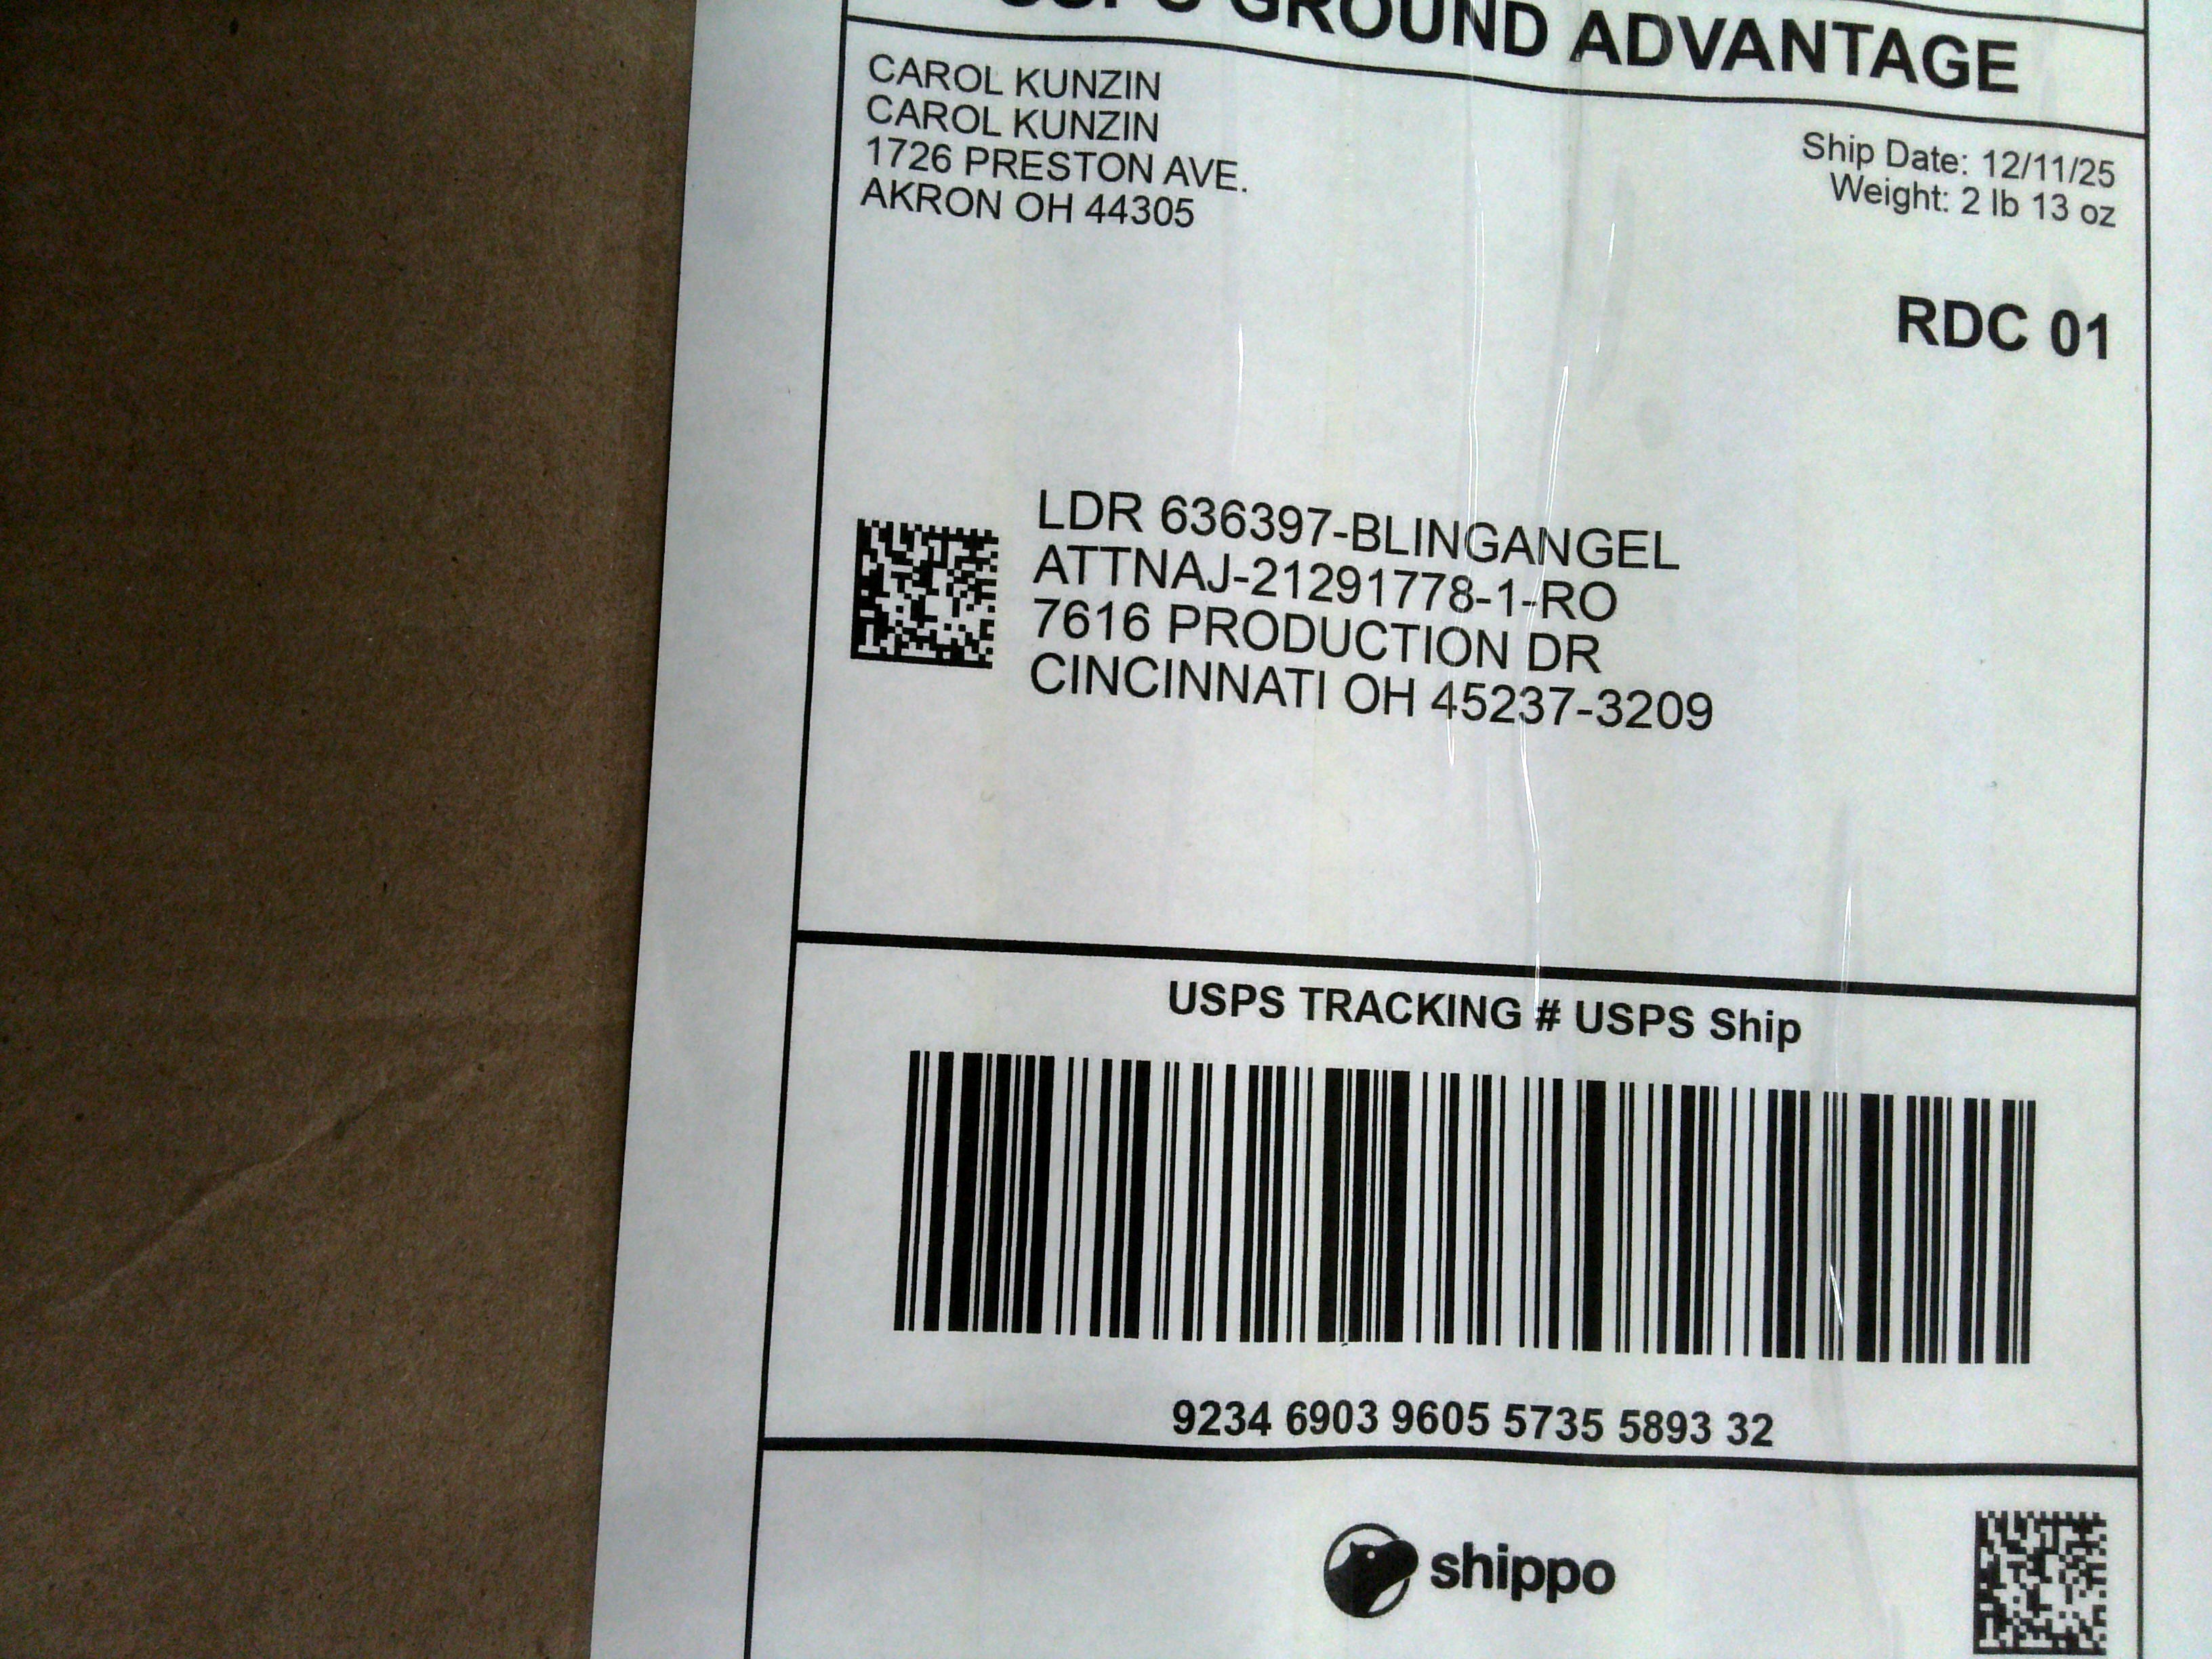 USPS GROUND ADVANTAGE
CAROL KUNZIN
CAROL KUNZIN
1726 PRESTON AVE.
AKRON OH 44305
Ship Date: 12/11/25
Weight: 2 lb 13 oz
RDC 01
LDR 636397-BLINGANGEL
ATTNAJ-21291778-1-RO
7616 PRODUCTION DR
CINCINNATI OH 45237-3209
USPS TRACKING # USPS Ship
9234 6903 9605 5735 5893 32
shippo